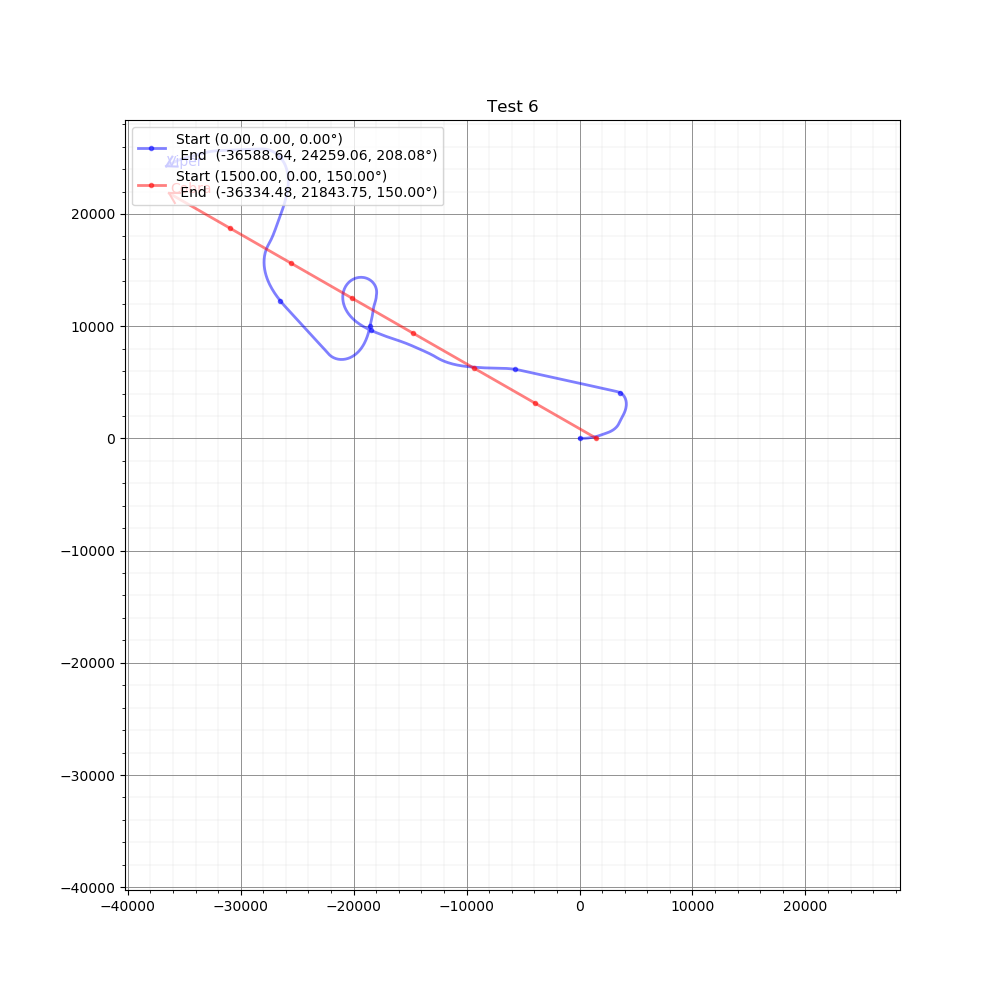 Test 6
Start (0.00, 0.00, 0.00°)
End (-36588.64, 24259.06, 208.08°)
Start (1500.00, 0.00, 150.00°)
End (-36334.48, 21843.75, 150.00°)
Viper
Cobra
20000
10000
0
−10000
−20000
−30000
−40000
−40000 −30000 −20000 −10000 0 10000 20000